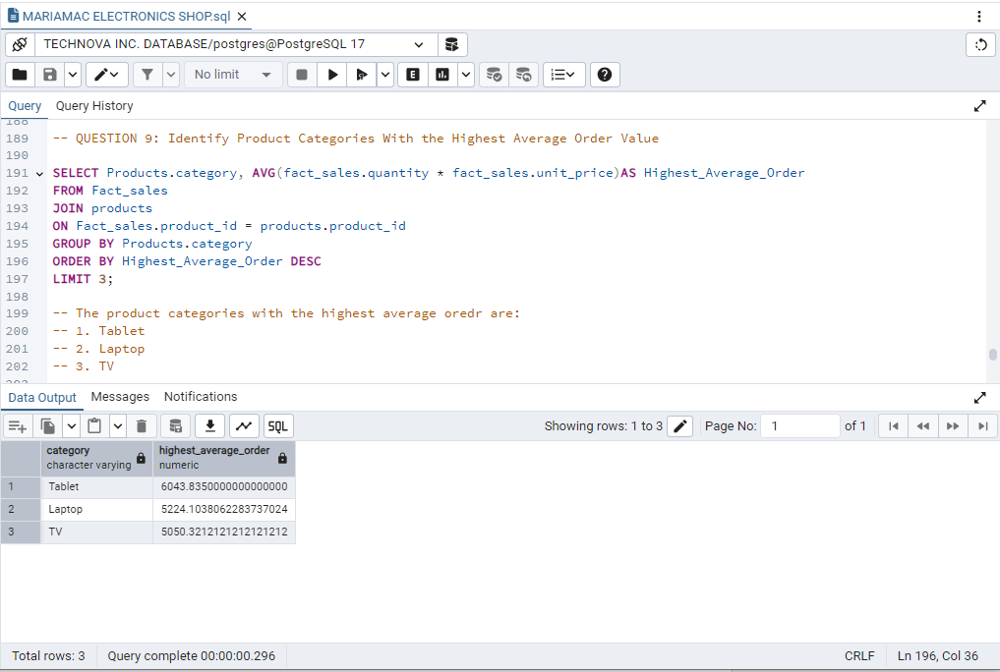 MARIAMAC ELECTRONICS SHOP.sql
TECHNOVA INC. DATABASE/postgres@PostgreSQL 17
No limit
E
Query Query History
188
189 -- QUESTION 9: Identify Product Categories With the Highest Average Order Value
190
191 SELECT Products.category, AVG(fact_sales.quantity * fact_sales.unit_price)AS Highest_Average_Order
192 FROM Fact_sales
193 JOIN products
194 ON Fact_sales.product_id = products.product_id
195 GROUP BY Products.category
196 ORDER BY Highest_Average_Order DESC
197 LIMIT 3;
198
199 -- The product categories with the highest average oredr are:
200 -- 1. Tablet
201 -- 2. Laptop
202 -- 3. TV
203
Data Output Messages Notifications
SQL Showing rows: 1 to 3 Page No: 1 of 1
category highest_average_order
character varying numeric
1 Tablet 6043.8350000000000000
2 Laptop 5224.1038062283737024
3 TV 5050.3212121212121212
Total rows: 3 Query complete 00:00:00.296 CRLF Ln 196, Col 36